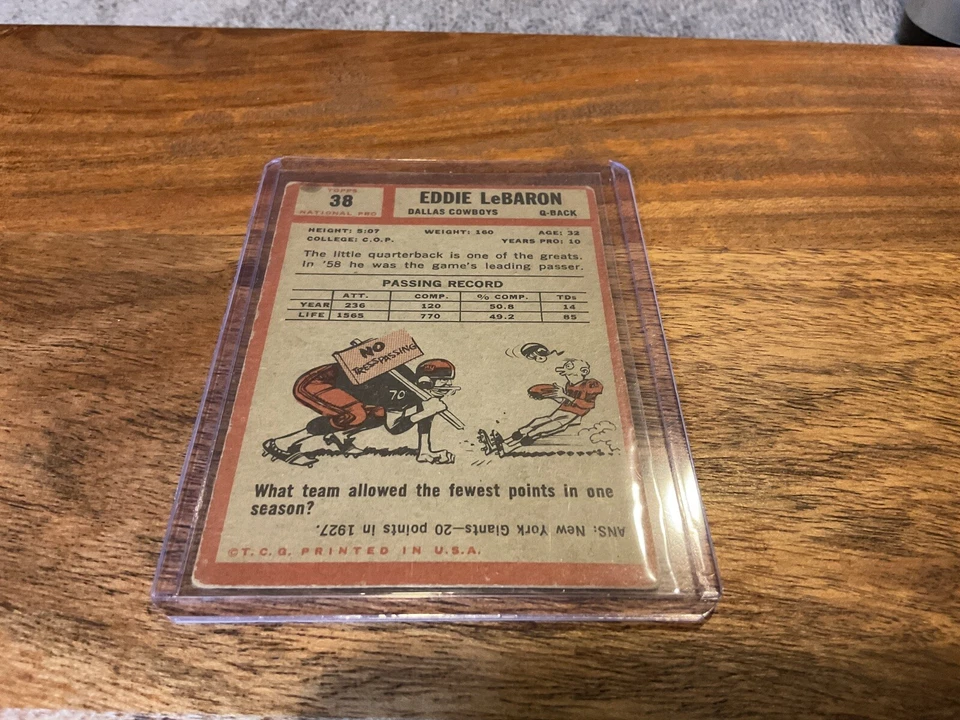 TOPPS
38
NATIONAL PRO
EDDIE LeBARON
DALLAS COWBOYS Q-BACK
HEIGHT: 5:07 WEIGHT: 160 AGE: 32
COLLEGE: C.O.P. YEARS PRO: 10
The little quarterback is one of the greats.
In '58 he was the game's leading passer.
PASSING RECORD
ATT. COMP. % COMP. TDs
YEAR 236 120 50.8 14
LIFE 1565 770 49.2 85
NO
TRESSPASSING
70
What team allowed the fewest points in one
season?
ANS: New York Giants—20 points in 1927.
©T. C. G. PRINTED IN U.S.A.